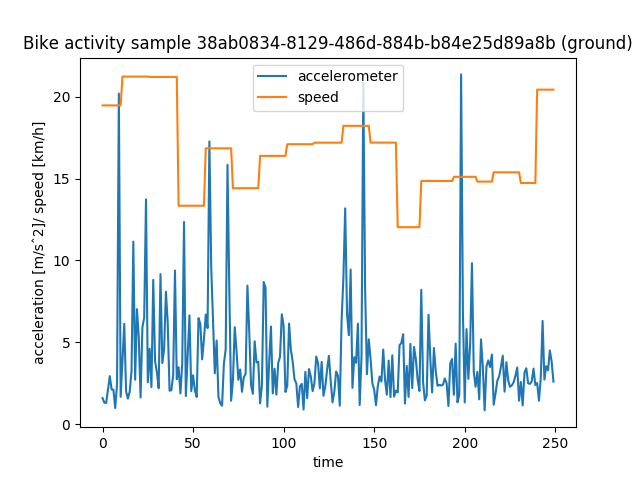 Bike activity sample 38ab0834-8129-486d-884b-b84e25d89a8b (ground)
accelerometer
speed
acceleration [m/s^2]/ speed [km/h]
20
15
10
5
0
0 50 100 150 200 250
time